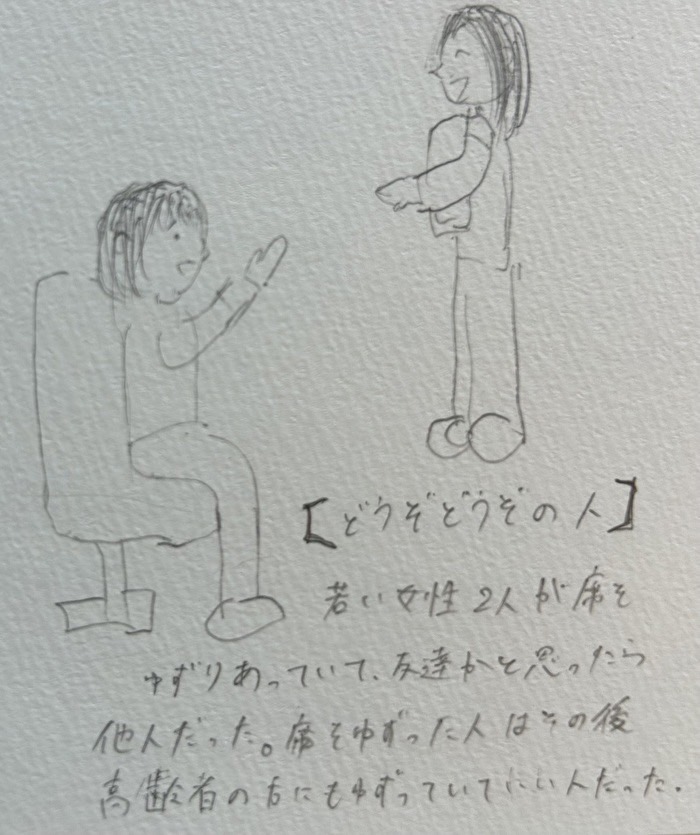 【どうぞどうぞの人】
若い女性2人が席を
ゆずりあっていて、友達かと思ったら
他人だった。席をゆずった人はその後
高齢者の方にもゆずっていていい人だった.